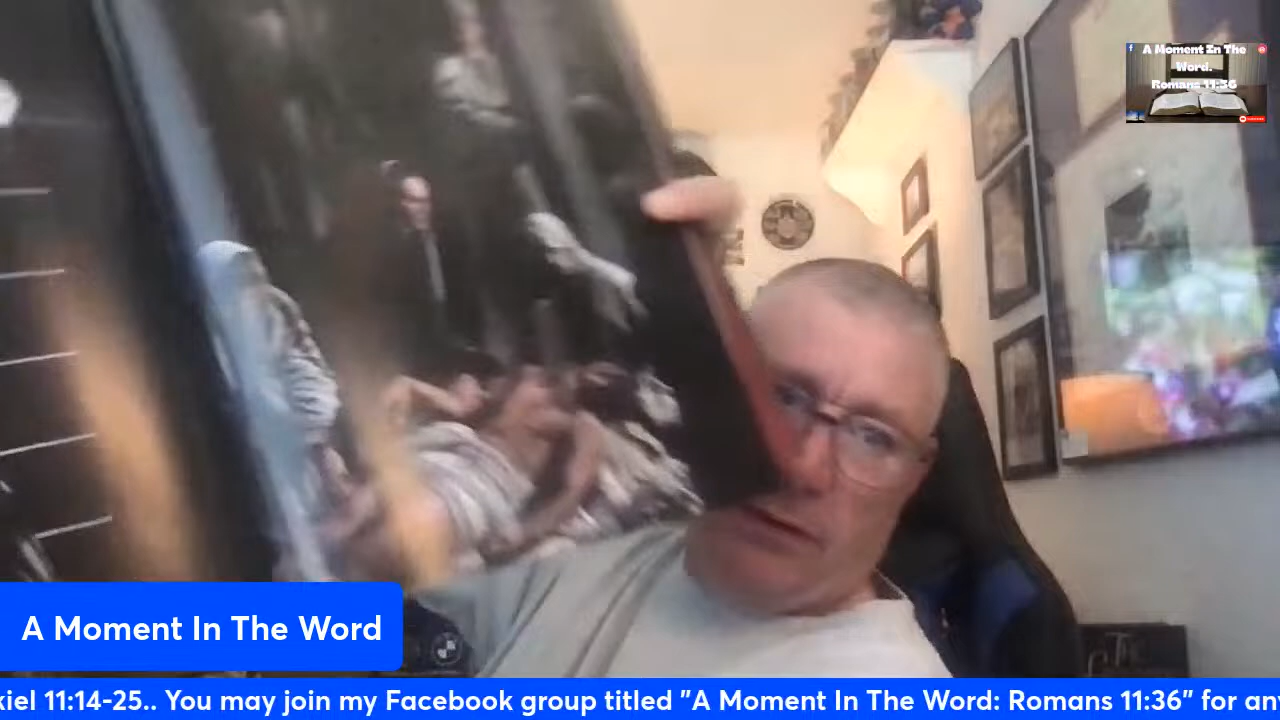 A Moment In The
Word.
Romans 11:36
A Moment In The Word
kiel 11:14-25.. You may join my Facebook group titled "A Moment In The Word: Romans 11:36" for an